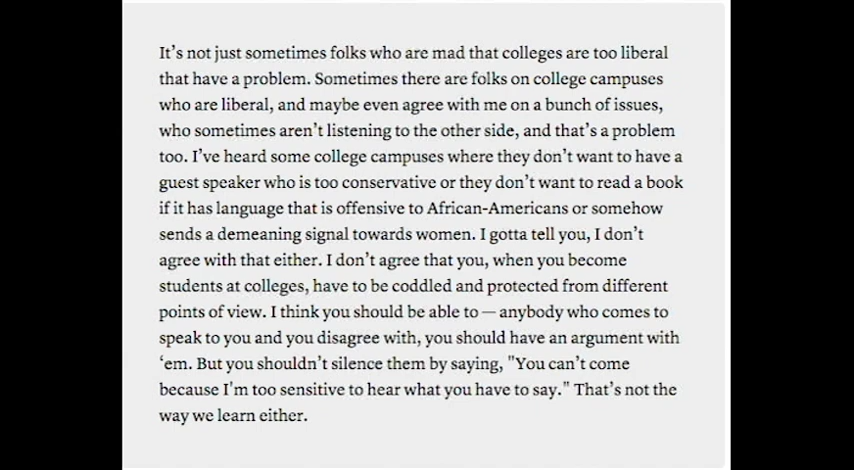 It’s not just sometimes folks who are mad that colleges are too liberal
that have a problem. Sometimes there are folks on college campuses
who are liberal, and maybe even agree with me on a bunch of issues,
who sometimes aren’t listening to the other side, and that’s a problem
too. I’ve heard some college campuses where they don’t want to have a
guest speaker who is too conservative or they don’t want to read a book
if it has language that is offensive to African-Americans or somehow
sends a demeaning signal towards women. I gotta tell you, I don’t
agree with that either. I don’t agree that you, when you become
students at colleges, have to be coddled and protected from different
points of view. I think you should be able to — anybody who comes to
speak to you and you disagree with, you should have an argument with
‘em. But you shouldn’t silence them by saying, "You can’t come
because I'm too sensitive to hear what you have to say." That’s not the
way we learn either.